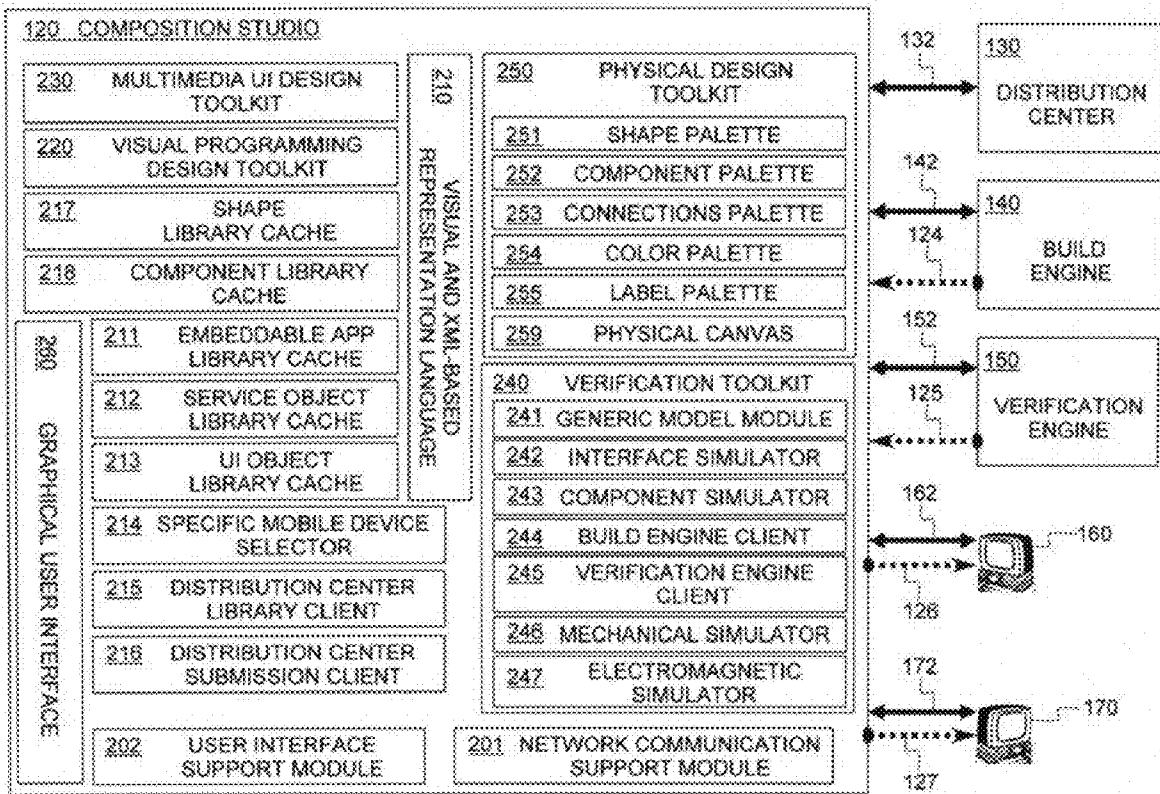 120 COMPOSITION STUDIO
230 MULTIMEDIA UI DESIGN
TOOLKIT
220 VISUAL PROGRAMMING
DESIGN TOOLKIT
217 SHAPE
LIBRARY CACHE
218 COMPONENT LIBRARY
CACHE
260 GRAPHICAL USER INTERFACE
211 EMBEDDABLE APP
LIBRARY CACHE
212 SERVICE OBJECT
LIBRARY CACHE
213 UI OBJECT
LIBRARY CACHE
214 SPECIFIC MOBILE DEVICE
SELECTOR
215 DISTRIBUTION CENTER
LIBRARY CLIENT
216 DISTRIBUTION CENTER
SUBMISSION CLIENT
202 USER INTERFACE
SUPPORT MODULE
210 VISUAL AND XML-BASED
REPRESENTATION LANGUAGE
250 PHYSICAL DESIGN
TOOLKIT
251 SHAPE PALETTE
252 COMPONENT PALETTE
253 CONNECTIONS PALETTE
254 COLOR PALETTE
255 LABEL PALETTE
259 PHYSICAL CANVAS
240 VERIFICATION TOOLKIT
241 GENERIC MODEL MODULE
242 INTERFACE SIMULATOR
243 COMPONENT SIMULATOR
244 BUILD ENGINE CLIENT
245 VERIFICATION ENGINE
CLIENT
246 MECHANICAL SIMULATOR
247 ELECTROMAGNETIC
SIMULATOR
201 NETWORK COMMUNICATION
SUPPORT MODULE
132
130
DISTRIBUTION
CENTER
142
124
140
BUILD
ENGINE
152
125
150
VERIFICATION
ENGINE
162
160
126
172
170
127